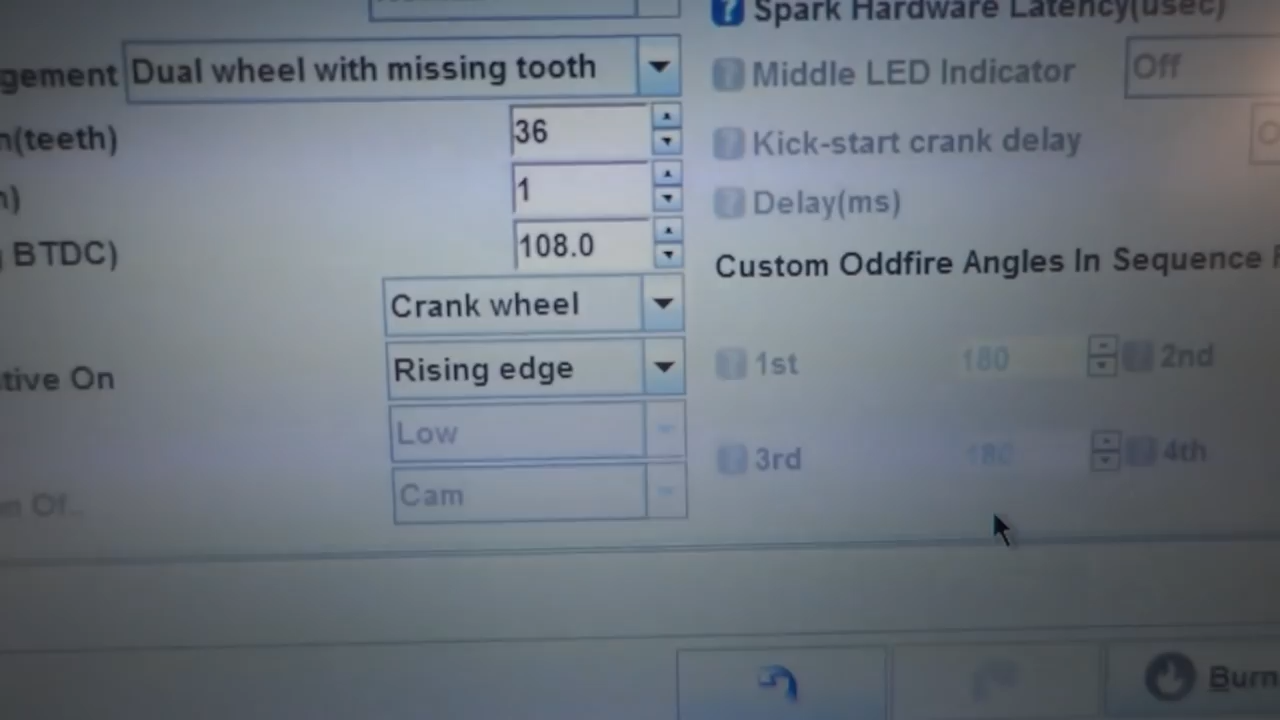 Spark Hardware Latency(usec)
gement Dual wheel with missing tooth
Middle LED Indicator Off
n(teeth) 36
Kick-start crank delay
1
Delay(ms)
BTDC) 108.0
Custom Oddfire Angles In Sequence
Crank wheel
tive On Rising edge
1st 180 2nd
Low
3rd 180 4th
Cam
n Of..
Burn